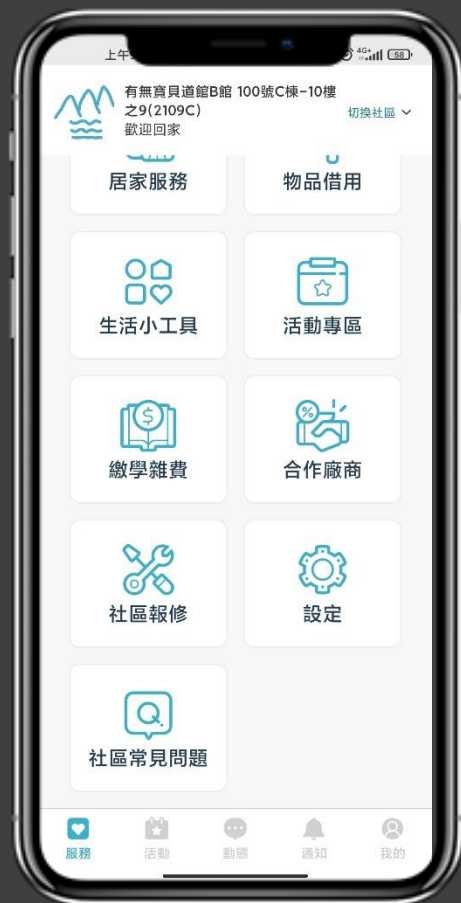 上午
4G+
58
有無寶貝道館B館 100號C棟-10樓
之9(2109C)
歡迎回家
切換社區
居家服務
物品借用
生活小工具
活動專區
繳學雜費
合作廠商
社區報修
設定
社區常見問題
服務
活動
動態
通知
我的